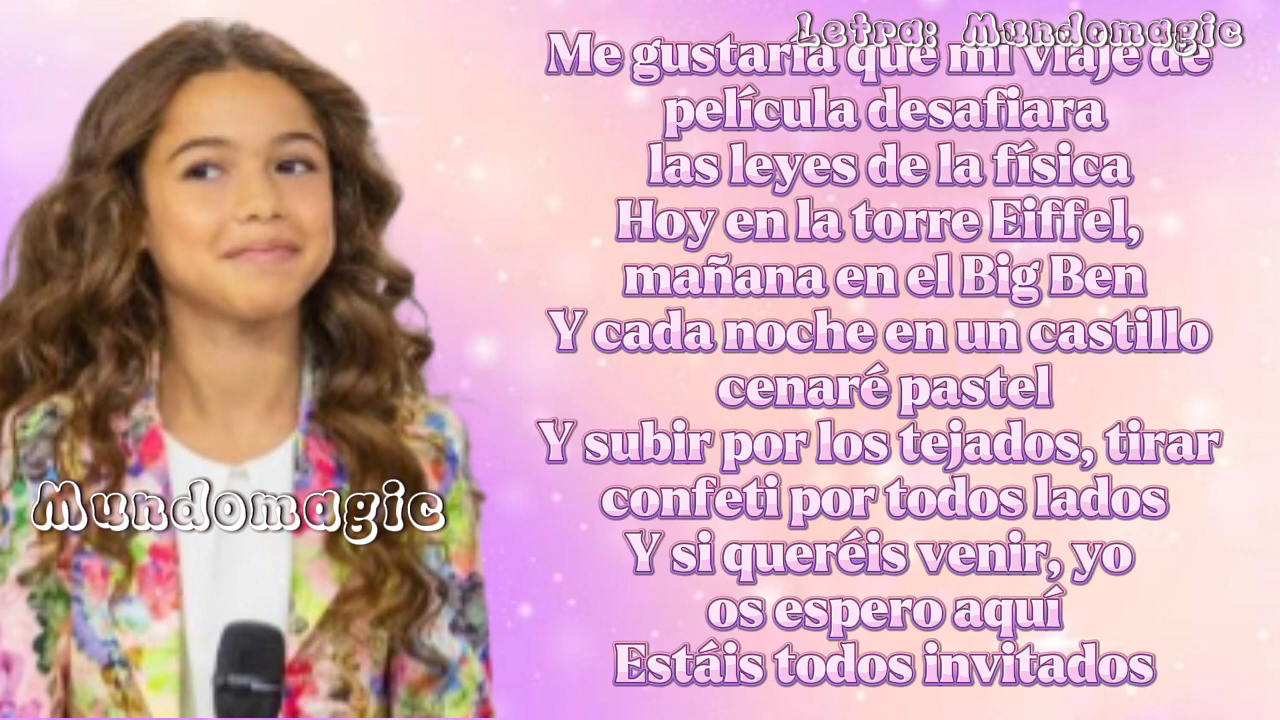 Letra: Mundomagic
Me gustaría que mi viaje de
película desafiara
las leyes de la física
Hoy en la torre Eiffel,
mañana en el Big Ben
Y cada noche en un castillo
cenaré pastel
Y subir por los tejados, tirar
confeti por todos lados
Y si queréis venir, yo
os espero aquí
Estáis todos invitados
Mundomagic